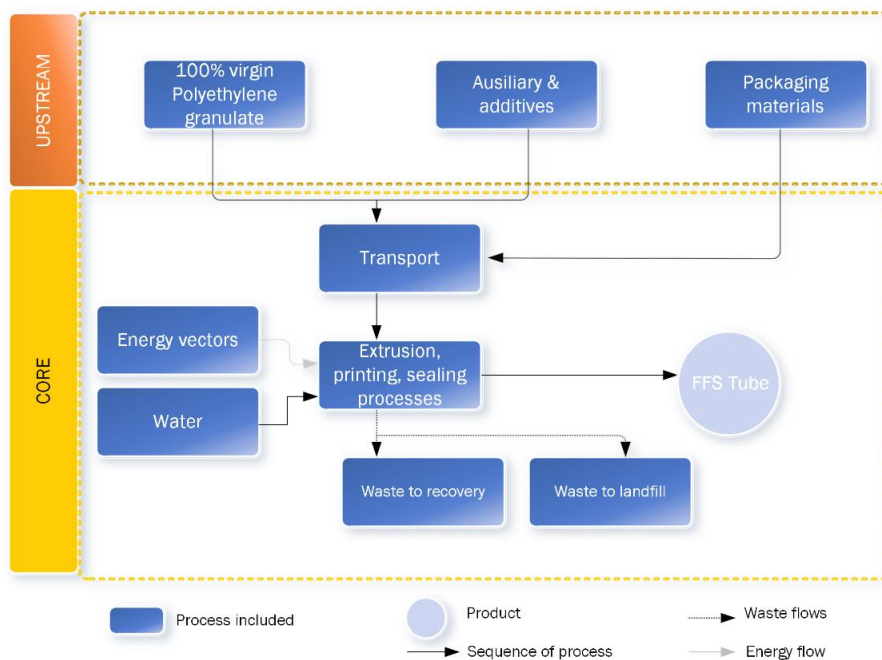 UPSTREAM
100% virgin
Polyethylene
granulate
Ausiliary &
additives
Packaging
materials
CORE
Transport
Energy vectors
Extrusion,
printing, sealing
processes
FFS Tube
Water
Waste to recovery
Waste to landfill
Process included
Product
Waste flows
Sequence of process
Energy flow